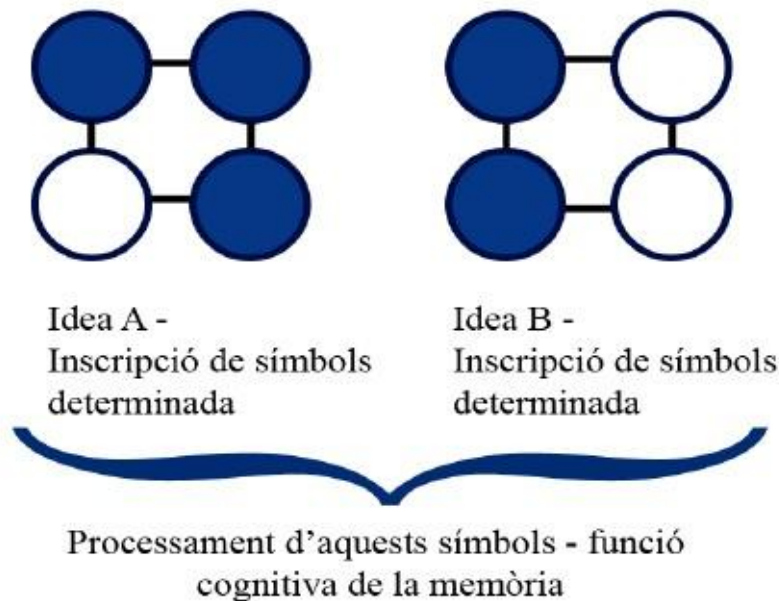 Idea A -
Inscripció de símbols
determinada
Idea B -
Inscripció de símbols
determinada
Processament d'aquests símbols - funció
cognitiva de la memòria